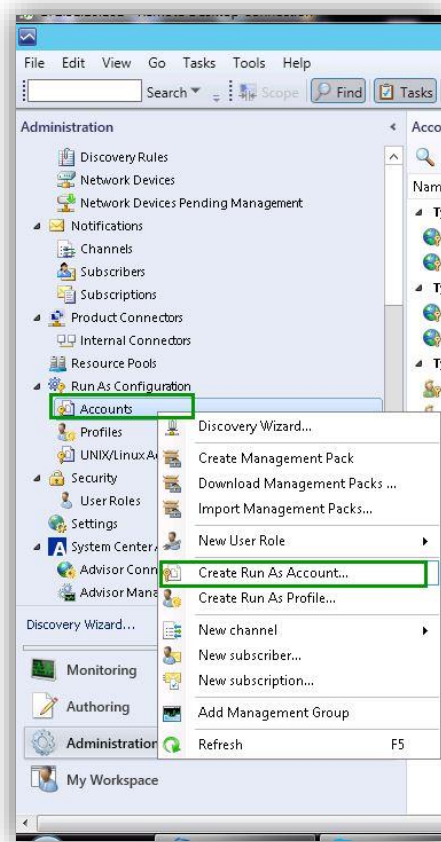 File Edit View Go Tasks Tools Help
Search Scope Find Tasks
Administration
Discovery Rules
Network Devices
Network Devices Pending Management
Notifications
Channels
Subscribers
Subscriptions
Product Connectors
Internal Connectors
Resource Pools
Run As Configuration
Accounts
Profiles
UNIX/Linux A
Security
User Roles
Settings
System Center
Advisor Conn
Advisor Mana
Discovery Wizard...
Monitoring
Authoring
Administration
My Workspace
Acco
Nam
Discovery Wizard...
Create Management Pack
Download Management Packs ...
Import Management Packs...
New User Role
Create Run As Account...
Create Run As Profile...
New channel
New subscriber...
New subscription...
Add Management Group
Refresh F5